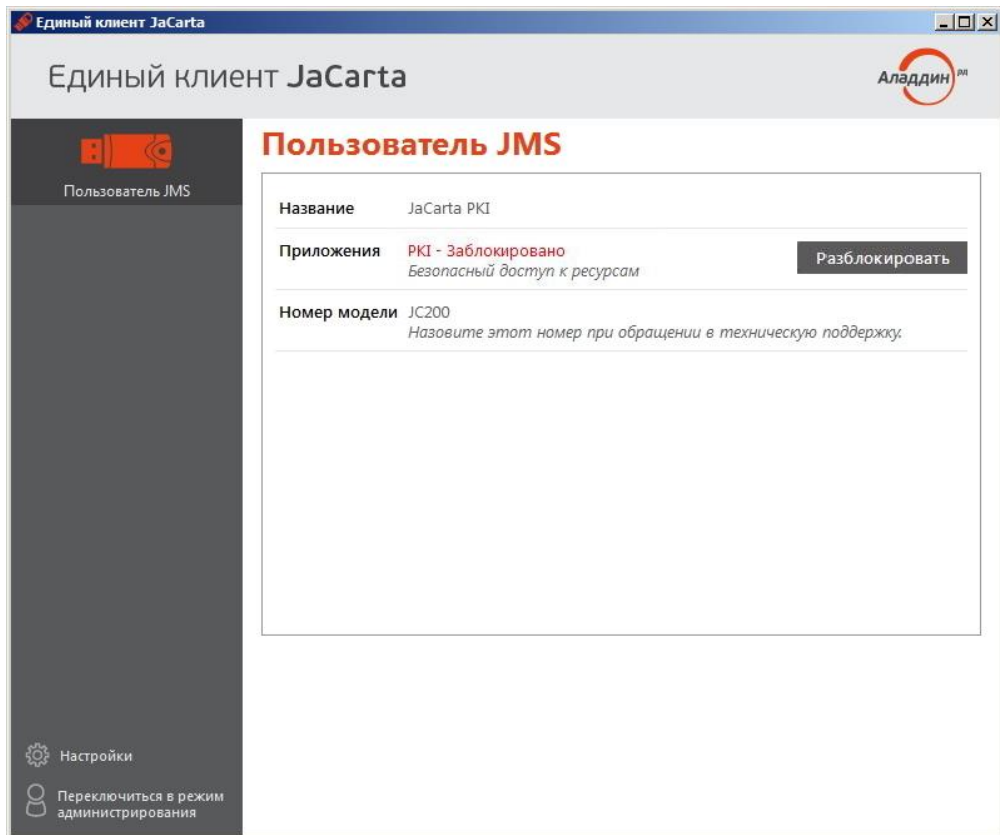 Единый клиент JaCarta
Единый клиент JaCarta
Аладдин РД
Пользователь JMS
Пользователь JMS
Название JaCarta PKI
Приложения PKI - Заблокировано
Безопасный доступ к ресурсам
Разблокировать
Номер модели JC200
Назовите этот номер при обращении в техническую поддержку.
Настройки
Переключиться в режим
администрирования